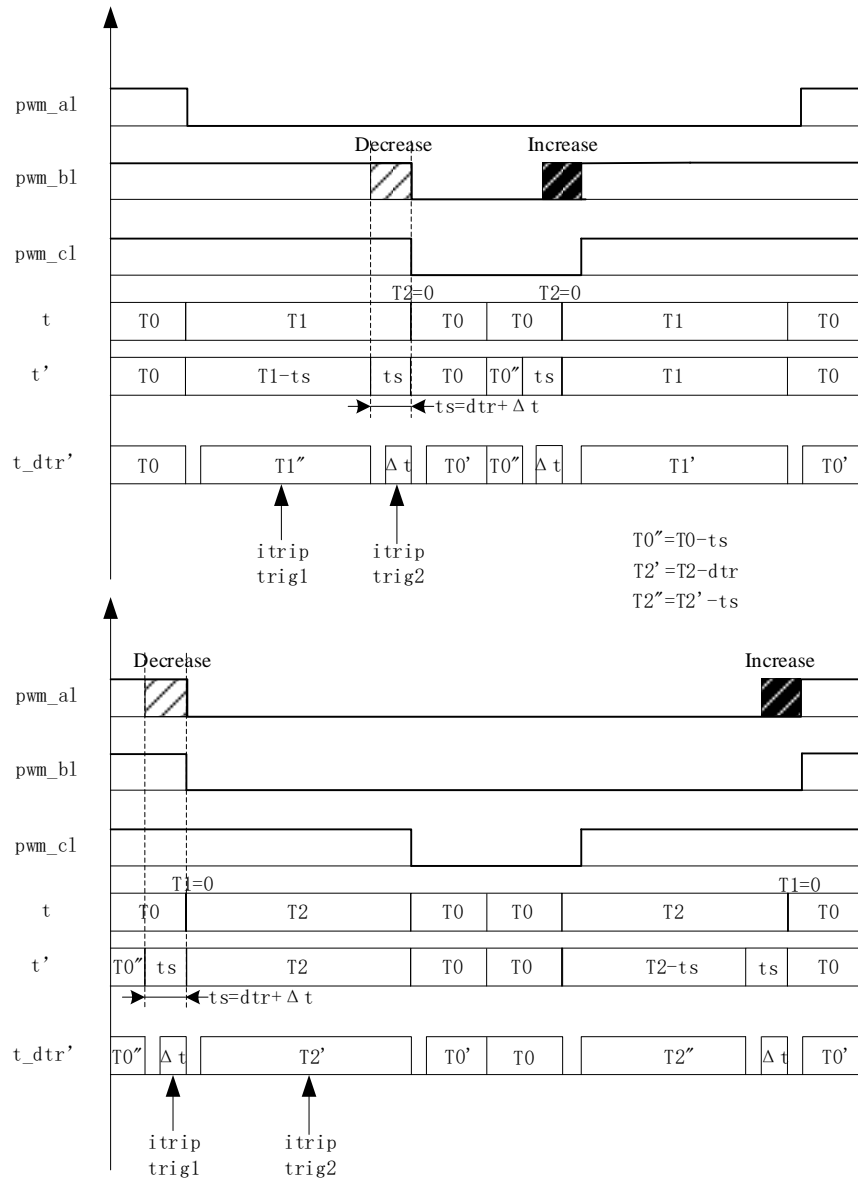 pwm_al
Decrease Increase
pwm_bl
pwm_cl
T2=0 T2=0
t T0 T1 T0 T0 T1 T0
t’ T0 T1-ts ts T0 T0″ ts T1 T0
ts=dtr+Δt
t_dtr’ T0 T1″ Δt T0’ T0″ Δt T1’ T0’
itrip itrip
trig1 trig2
T0″=T0-ts
T2’=T2-dtr
T2″=T2’-ts
Decrease Increase
pwm_al
pwm_bl
pwm_cl
T1=0 T1=0
t T0 T2 T0 T0 T2 T0
t’ T0″ ts T2 T0 T0 T2-ts ts T0
ts=dtr+Δt
t_dtr’ T0″ Δt T2’ T0’ T0 T2″ Δt T0’
itrip itrip
trig1 trig2